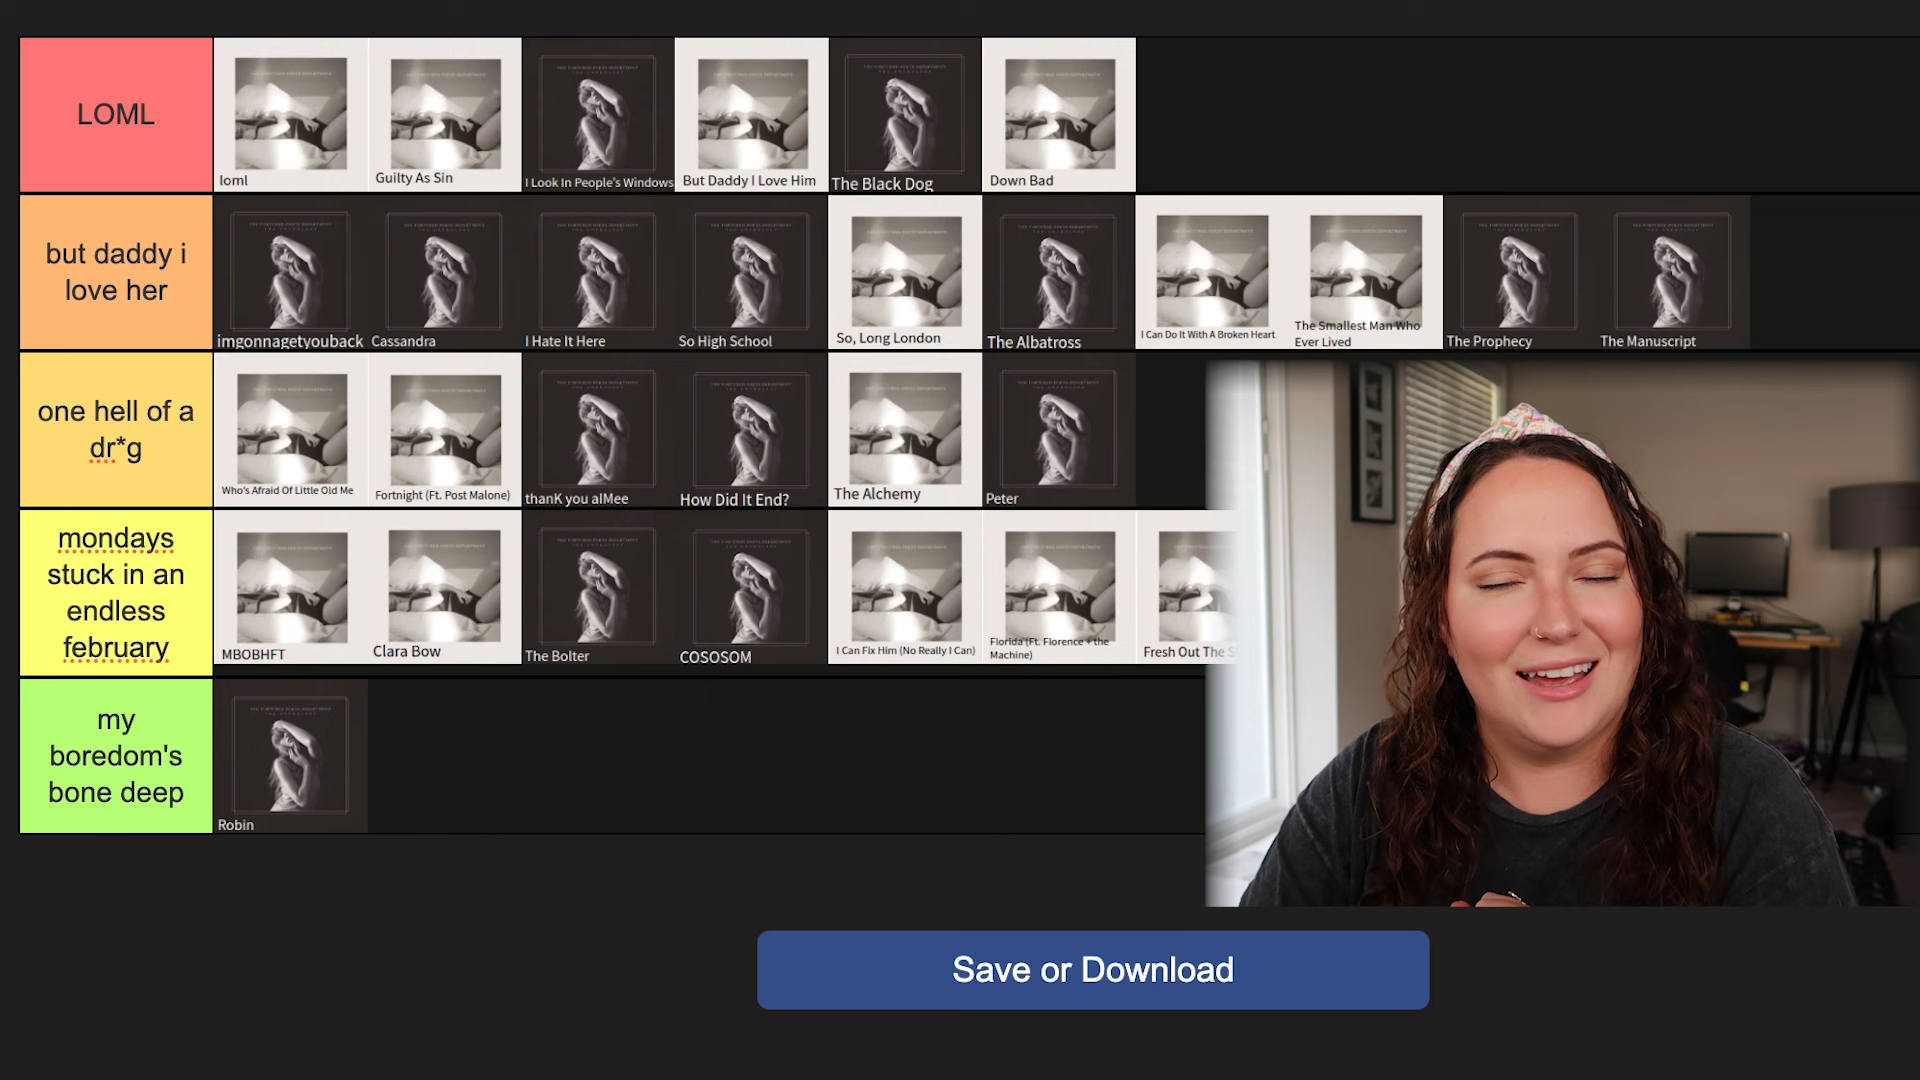 LOML
loml
Guilty As Sin
I Look In People's Windows
But Daddy I Love Him
The Black Dog
Down Bad
but daddy i
love her
imgonnagetyouback
Cassandra
I Hate It Here
So High School
So, Long London
The Albatross
I Can Do It With A Broken Heart
The Smallest Man Who
Ever Lived
The Prophecy
The Manuscript
one hell of a
dr*g
Who's Afraid Of Little Old Me
Fortnight (Ft. Post Malone)
thanK you aIMee
How Did It End?
The Alchemy
Peter
mondays
stuck in an
endless
february
MBOBHFT
Clara Bow
The Bolter
COSOSOM
I Can Fix Him (No Really I Can)
Florida (Ft. Florence + the
Machine)
Fresh Out The
my
boredom's
bone deep
Robin
Save or Download